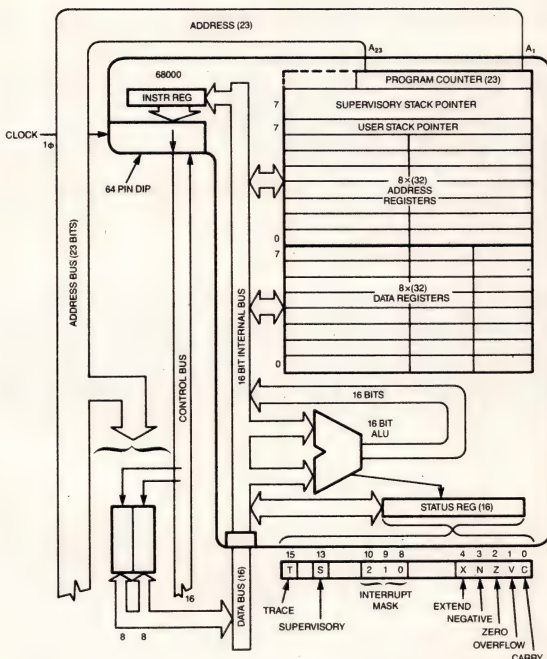 ADDRESS (23)
A23
A1
68000
PROGRAM COUNTER (23)
INSTR REG
7
SUPERVISORY STACK POINTER
CLOCK
1Φ
7
USER STACK POINTER
64 PIN DIP
8×(32)
ADDRESS
REGISTERS
0
7
8×(32)
DATA REGISTERS
0
ADDRESS BUS (23 BITS)
CONTROL BUS
16 BIT INTERNAL BUS
16 BITS
16 BIT
ALU
STATUS REG (16)
15 13 10 9 8 4 3 2 1 0
T S 2 1 0 X N Z V C
16
DATA BUS (16)
8 8
TRACE
SUPERVISORY
INTERRUPT
MASK
EXTEND
NEGATIVE
ZERO
OVERFLOW
CARRY